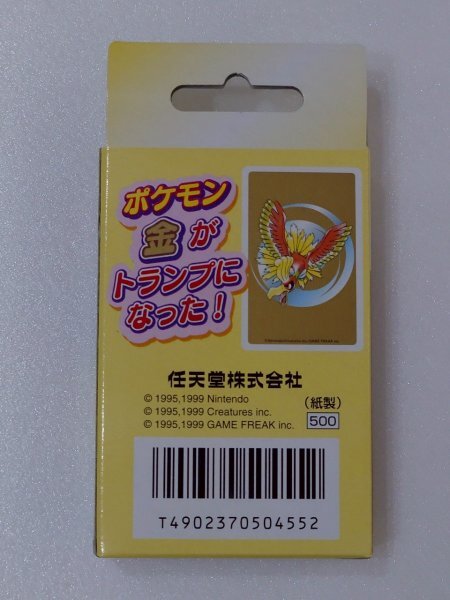 ポケモン
金が
トランプに
なった!
任天堂株式会社
© 1995,1999 Nintendo
© 1995,1999 Creatures inc.
© 1995,1999 GAME FREAK inc.
(紙製)
500
T4902370504552